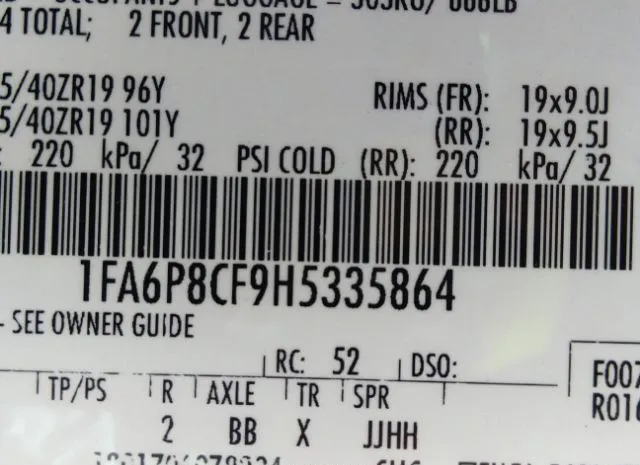 4 TOTAL; 2 FRONT, 2 REAR
5/40ZR19 96Y RIMS (FR): 19x9.0J
5/40ZR19 101Y (RR): 19x9.5J
: 220 kPa/ 32 PSI COLD (RR): 220 kPa/ 32
1FA6P8CF9H5335864
- SEE OWNER GUIDE
RC: 52 DSO:
F007
TP/PS R AXLE TR SPR
R016
2 BB X JJHH